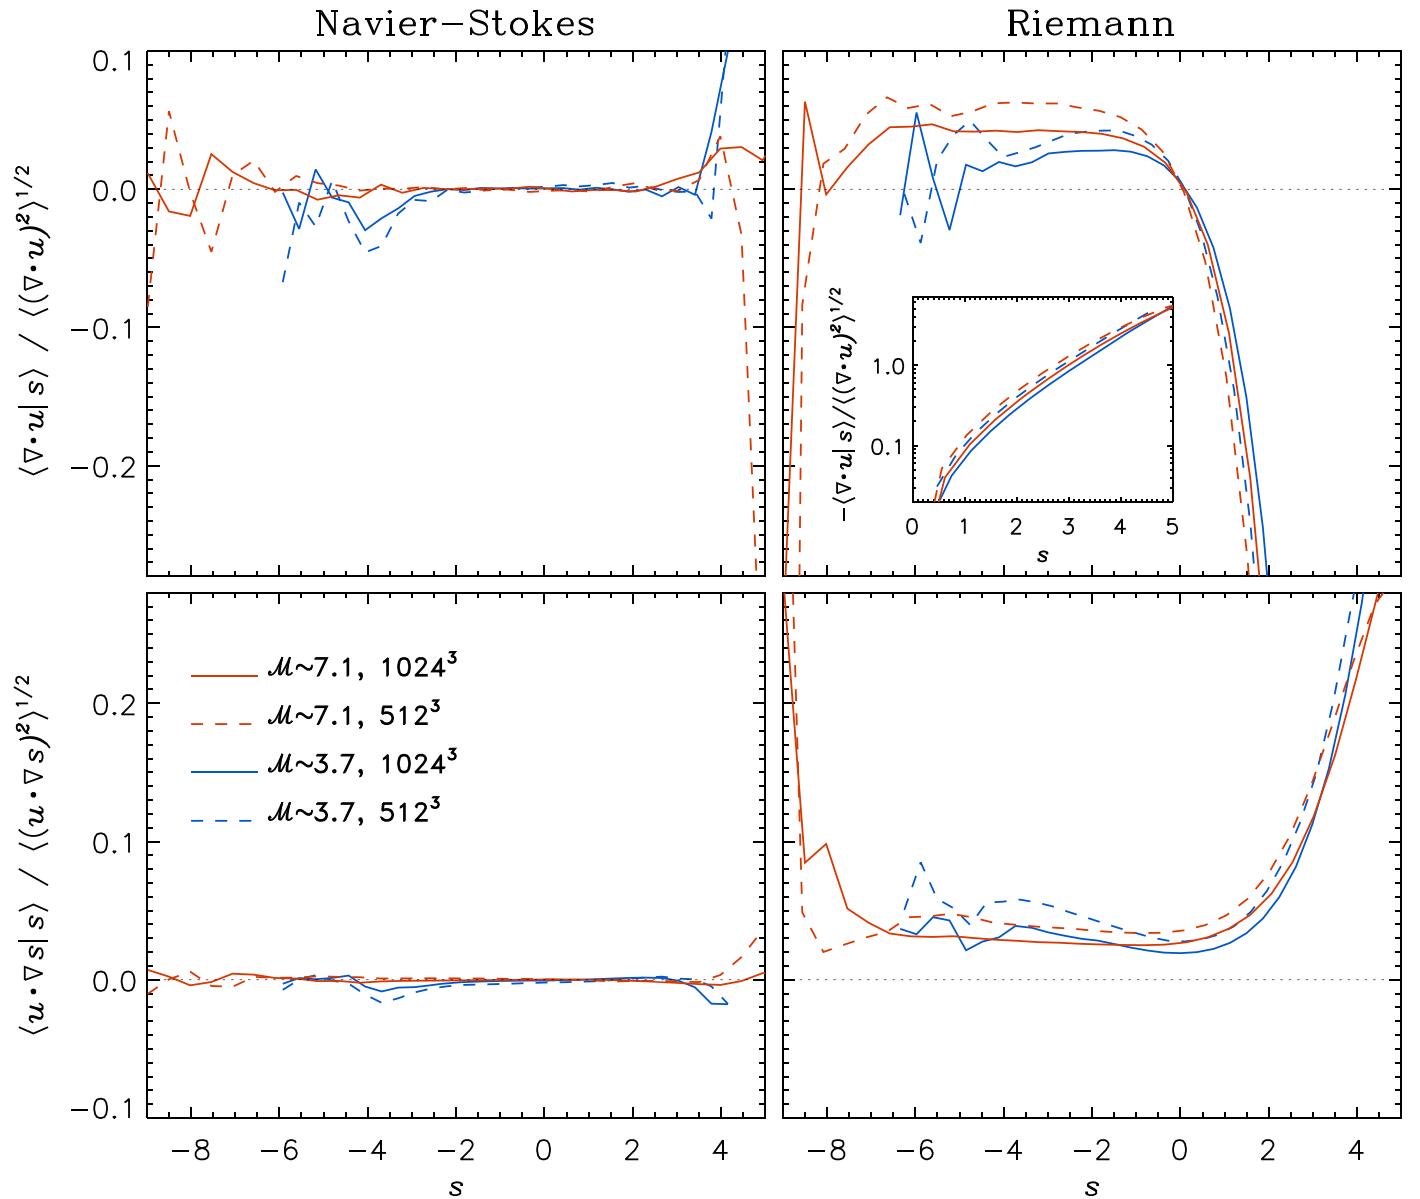 Navier−Stokes
Riemann
⟨∇•u| s⟩ / ⟨(∇•u)²⟩^1/2
0.1
0.0
−0.1
−0.2
−⟨∇•u| s⟩/⟨(∇•u)²⟩^1/2
1.0
0.1
0 1 2 3 4 5
s
⟨u•∇s| s⟩ / ⟨(u•∇s)²⟩^1/2
0.2
0.1
0.0
−0.1
ℳ~7.1, 1024³
ℳ~7.1, 512³
ℳ~3.7, 1024³
ℳ~3.7, 512³
−8 −6 −4 −2 0 2 4
s
−8 −6 −4 −2 0 2 4
s